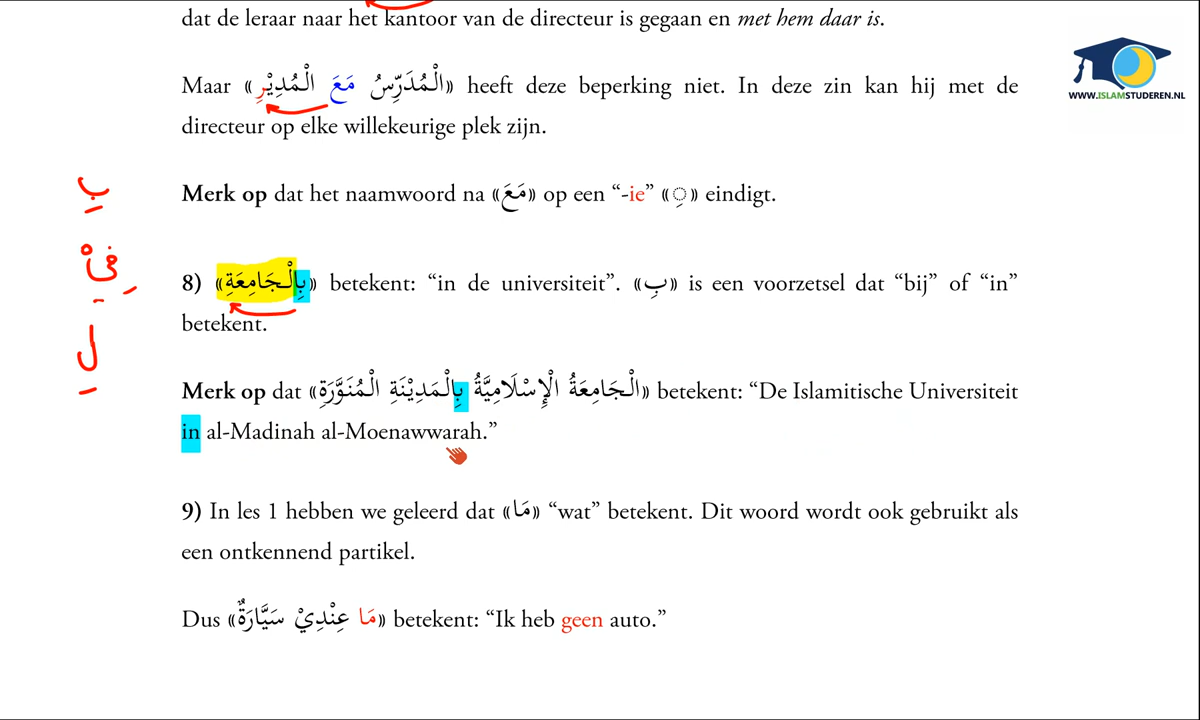 dat de leraar naar het kantoor van de directeur is gegaan en met hem daar is.
WWW.ISLAMSTUDEREN.NL
Maar «الْمُدَرِّسُ مَعَ الْمُدِيْرِ» heeft deze beperking niet. In deze zin kan hij met de
directeur op elke willekeurige plek zijn.
Merk op dat het naamwoord na «مَعَ» op een “-ie” «◌ِ» eindigt.
بِ
فِيْ
لِ
8) «بِالْجَامِعَةِ» betekent: “in de universiteit”. «بِ» is een voorzetsel dat “bij” of “in”
betekent.
Merk op dat «الْجَامِعَةُ الْإِسْلَامِيَّةُ بِالْمَدِيْنَةِ الْمُنَوَّرَةِ» betekent: “De Islamitische Universiteit
in al-Madinah al-Moenawwarah.”
9) In les 1 hebben we geleerd dat «مَا» “wat” betekent. Dit woord wordt ook gebruikt als
een ontkennend partikel.
Dus «مَا عِنْدِيْ سَيَّارَةٌ» betekent: “Ik heb geen auto.”